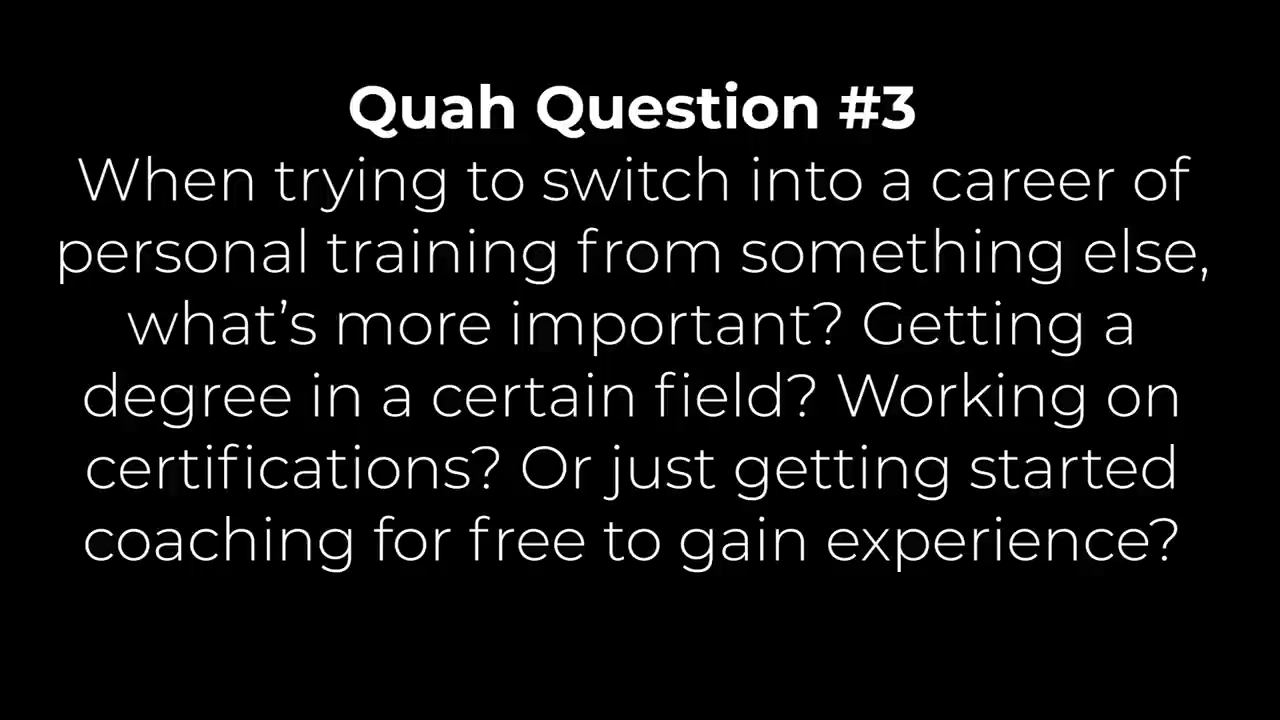 Quah Question #3
When trying to switch into a career of
personal training from something else,
what’s more important? Getting a
degree in a certain field? Working on
certifications? Or just getting started
coaching for free to gain experience?